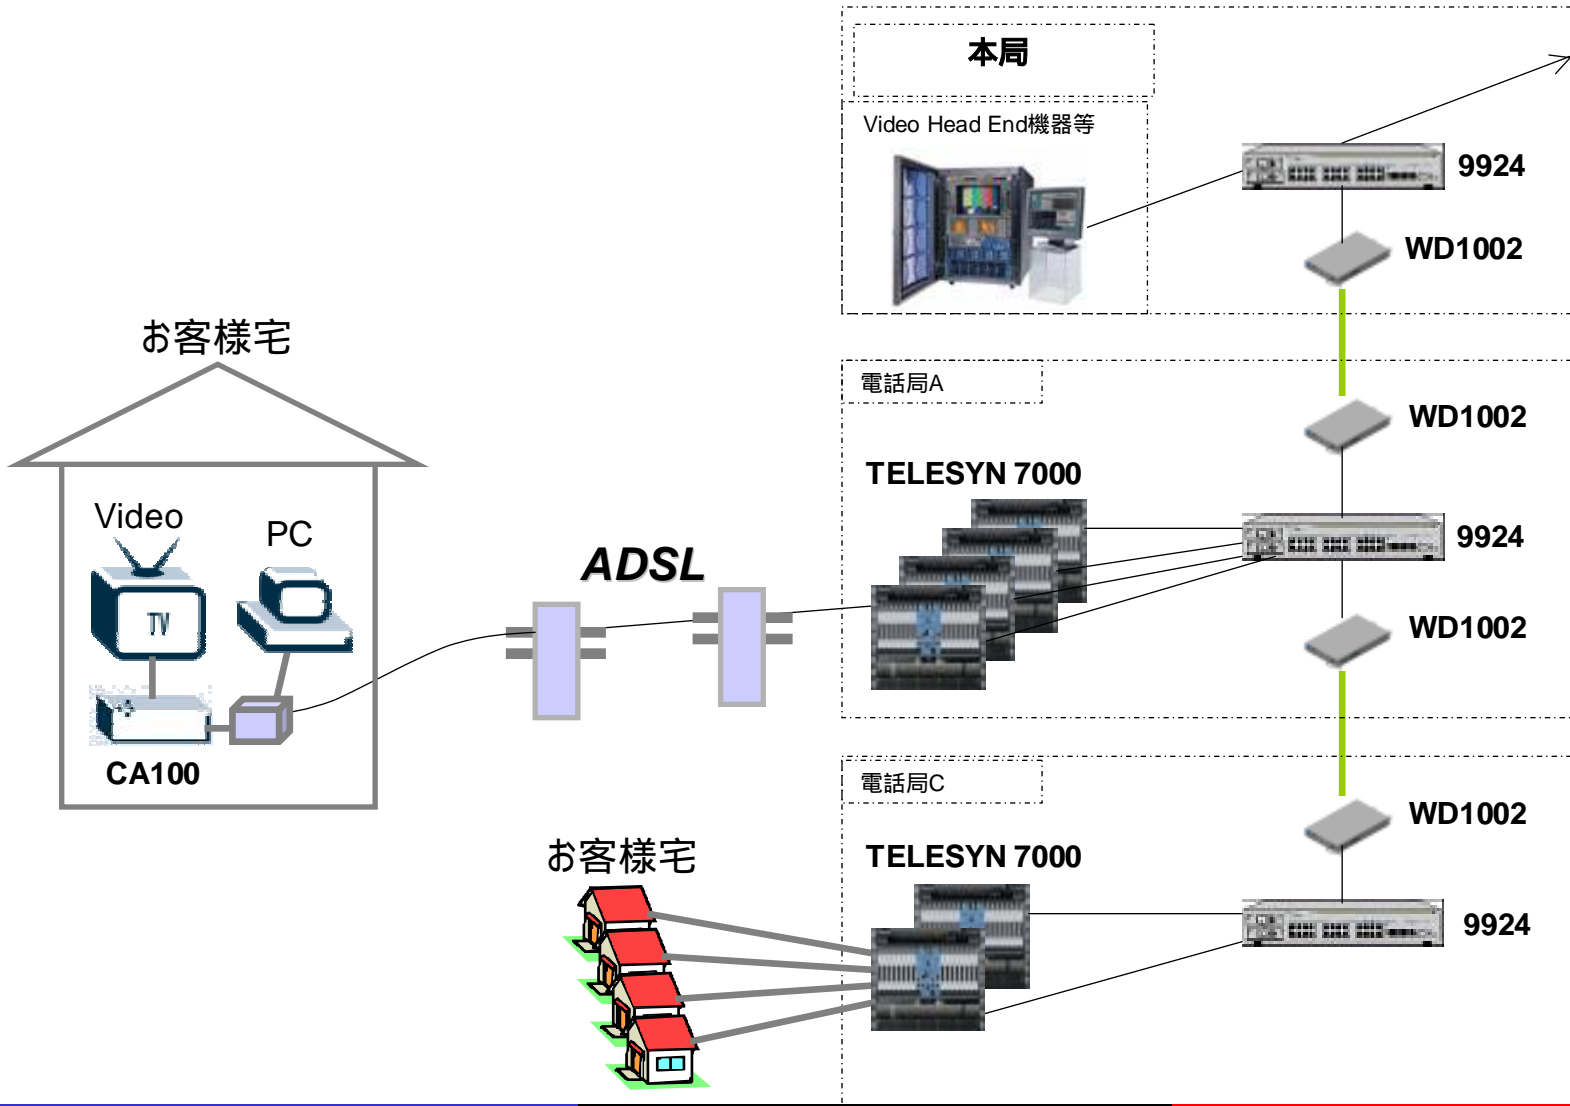 本局
Video Head End機器等
9924
WD1002
お客様宅
電話局A
WD1002
TELESYN 7000
Video
PC
9924
ADSL
TV
WD1002
CA100
電話局C
WD1002
お客様宅
TELESYN 7000
9924